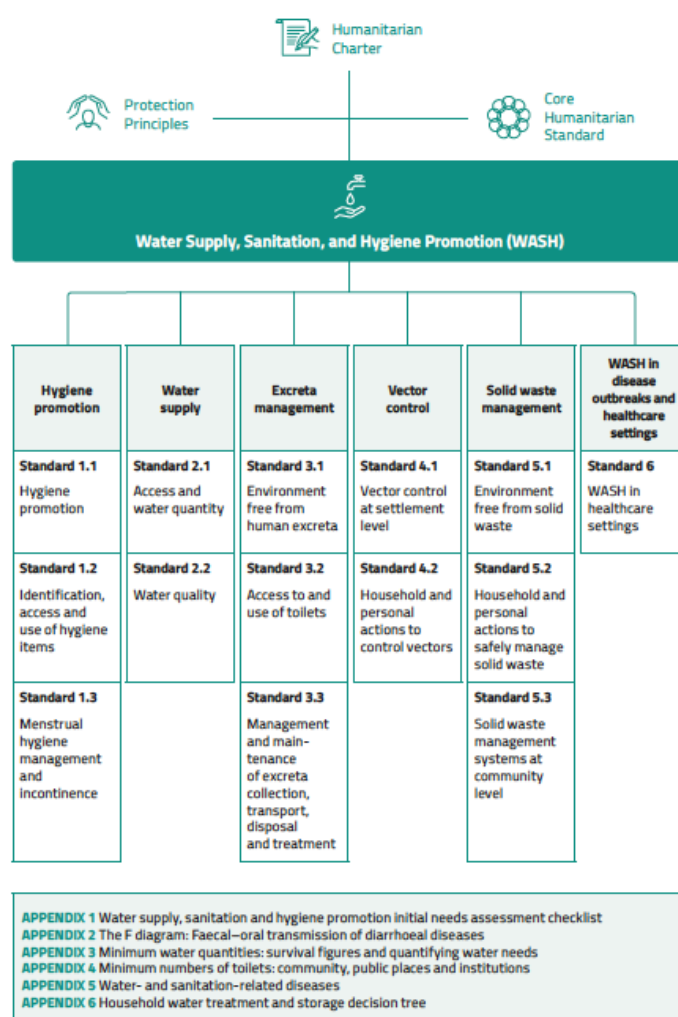 Humanitarian
Charter
Protection
Principles
Core
Humanitarian
Standard
Water Supply, Sanitation, and Hygiene Promotion (WASH)
Hygiene
promotion
Water
supply
Excreta
management
Vector
control
Solid waste
management
WASH in
disease
outbreaks and
healthcare
settings
Standard 1.1
Hygiene
promotion
Standard 2.1
Access and
water quantity
Standard 3.1
Environment
free from
human excreta
Standard 4.1
Vector control
at settlement
level
Standard 5.1
Environment
free from solid
waste
Standard 6
WASH in
healthcare
settings
Standard 1.2
Identification,
access and
use of hygiene
items
Standard 2.2
Water quality
Standard 3.2
Access to and
use of toilets
Standard 4.2
Household and
personal
actions to
control vectors
Standard 5.2
Household and
personal
actions to
safely manage
solid waste
Standard 1.3
Menstrual
hygiene
management
and
incontinence
Standard 3.3
Management
and main-
tenance
of excreta
collection,
transport,
disposal
and treatment
Standard 5.3
Solid waste
management
systems at
community
level
APPENDIX 1 Water supply, sanitation and hygiene promotion initial needs assessment checklist
APPENDIX 2 The F diagram: Faecal–oral transmission of diarrhoeal diseases
APPENDIX 3 Minimum water quantities: survival figures and quantifying water needs
APPENDIX 4 Minimum numbers of toilets: community, public places and institutions
APPENDIX 5 Water- and sanitation-related diseases
APPENDIX 6 Household water treatment and storage decision tree